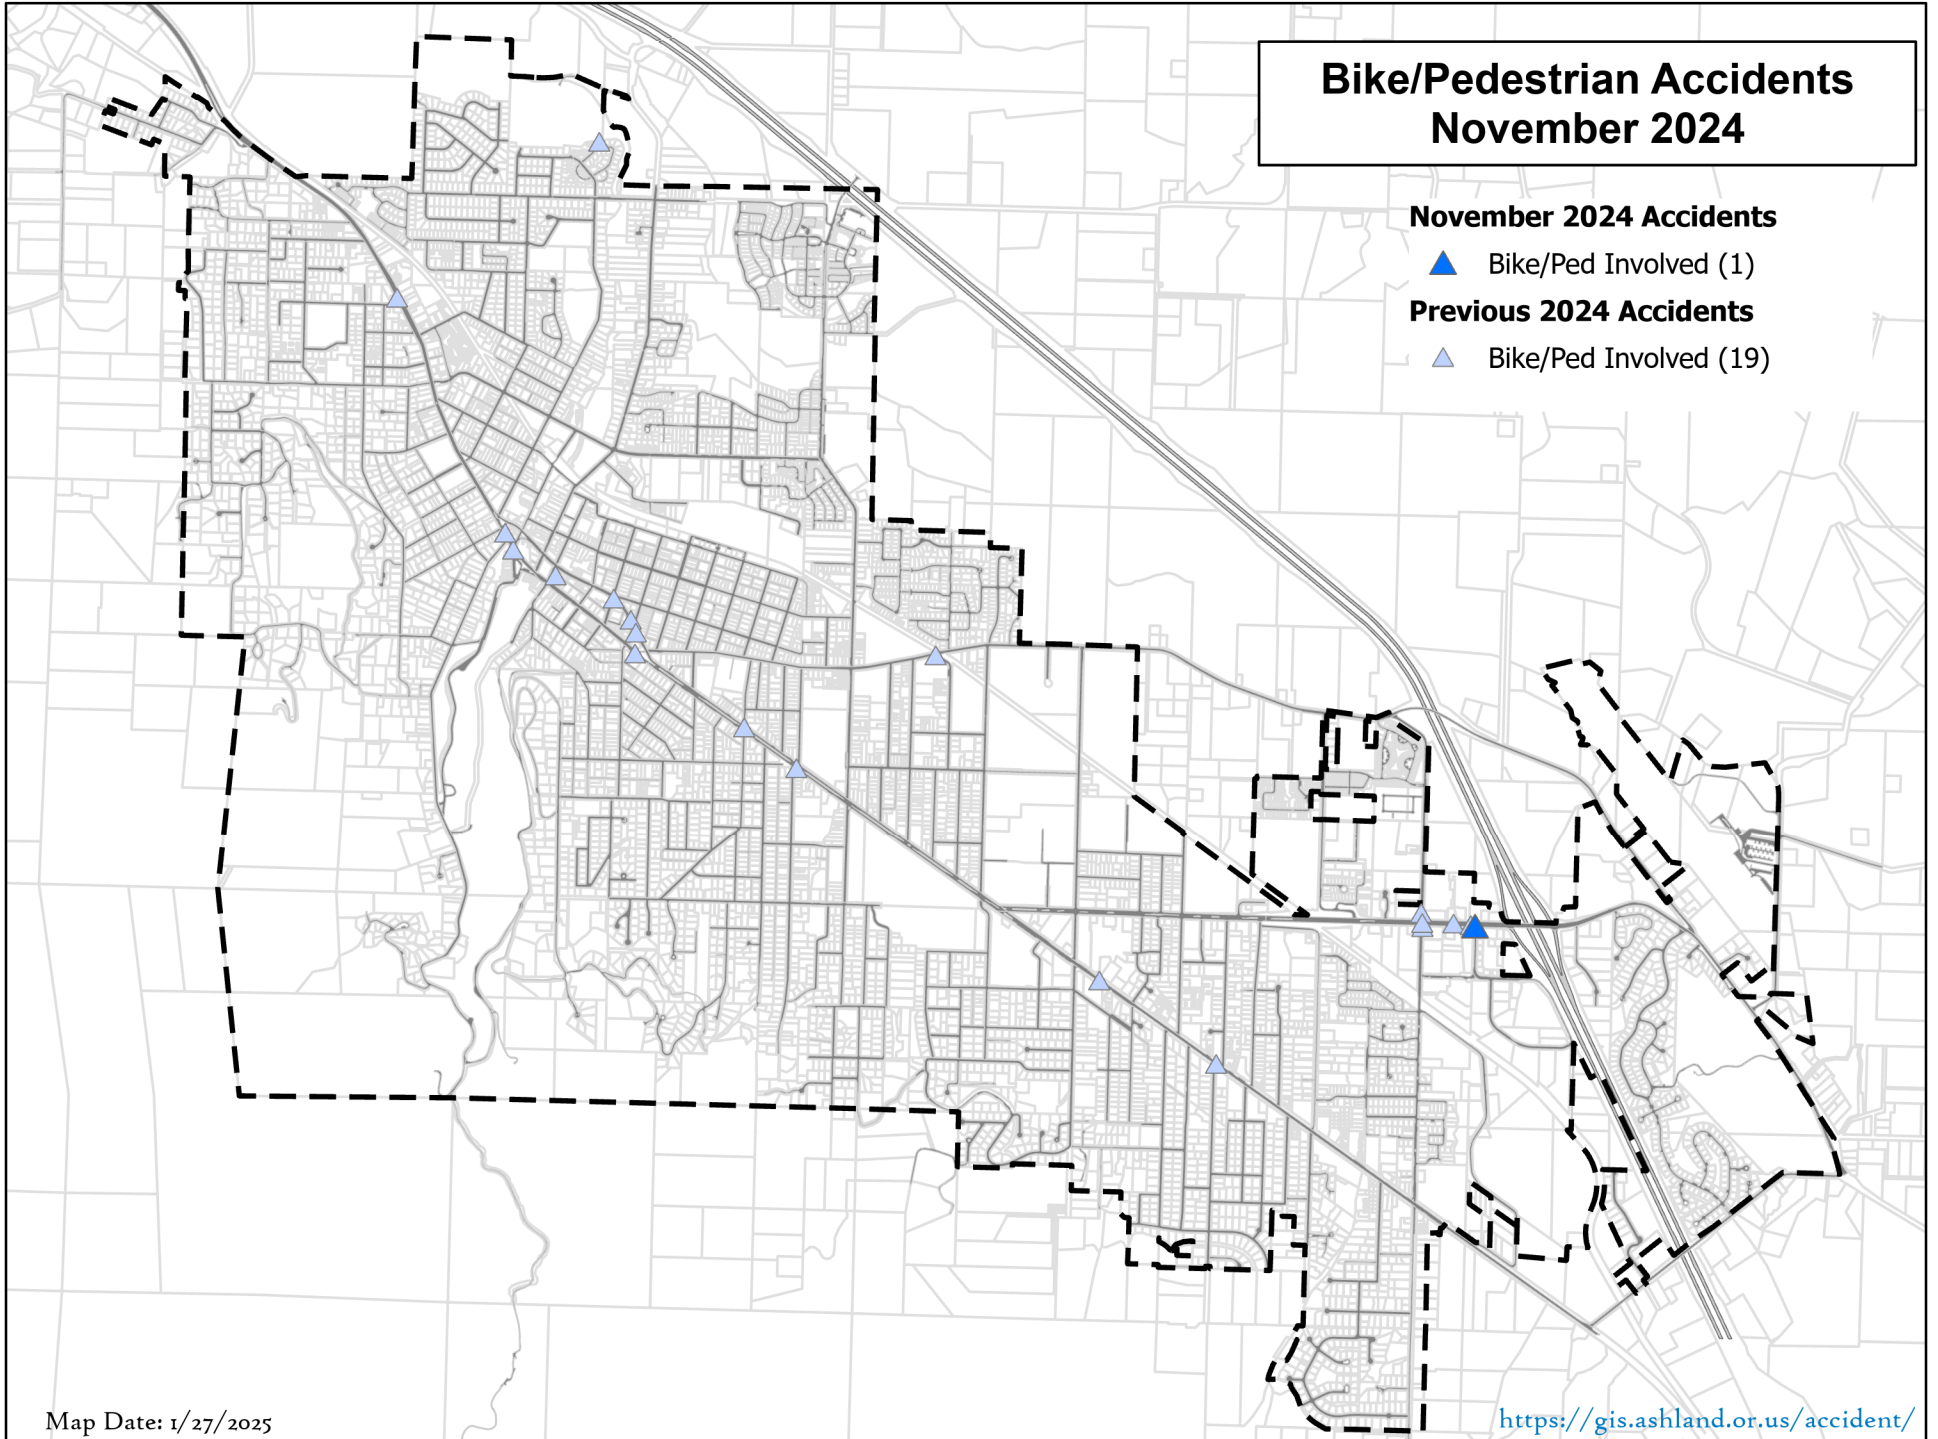 Bike/Pedestrian Accidents
November 2024
November 2024 Accidents
Bike/Ped Involved (1)
Previous 2024 Accidents
Bike/Ped Involved (19)
Map Date: 1/27/2025
https://gis.ashland.or.us/accident/